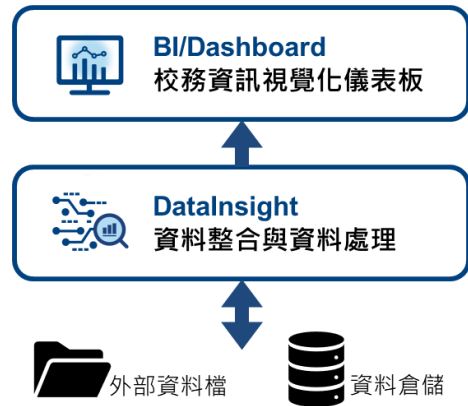 BI/Dashboard
校務資訊視覺化儀表板
DataInsight
資料整合與資料處理
外部資料檔
資料倉儲